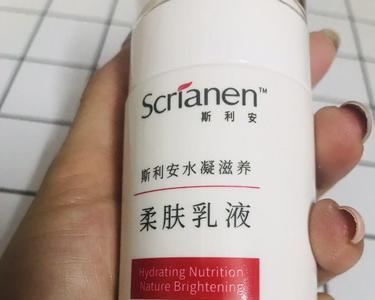 Scrianen™
斯利安
斯利安水凝滋养
柔肤乳液
Hydrating Nutrition
Nature Brightening